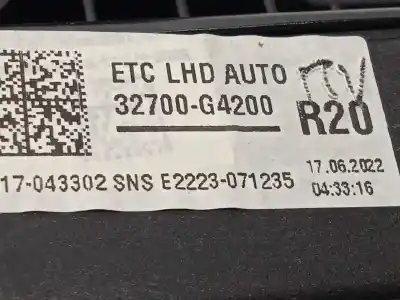 ETC LHD AUTO
32700-G4200
R20
17-043302 SNS E2223-071235
17.06.2022
04:33:16